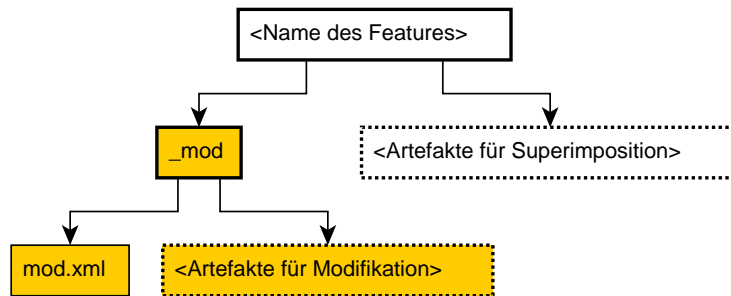 <Name des Features>
_mod
<Artefakte für Superimposition>
mod.xml
<Artefakte für Modifikation>